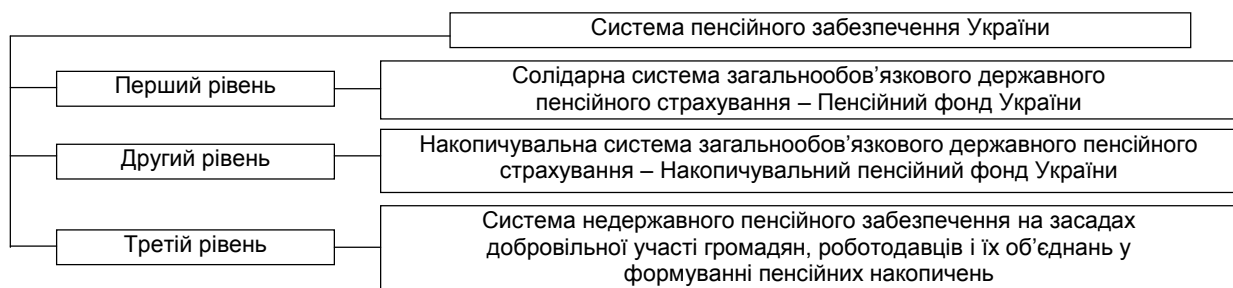 Система пенсійного забезпечення України
Перший рівень
Солідарна система загальнообов’язкового державного
пенсійного страхування – Пенсійний фонд України
Другий рівень
Накопичувальна система загальнообов’язкового державного пенсійного
страхування – Накопичувальний пенсійний фонд України
Третій рівень
Система недержавного пенсійного забезпечення на засадах
добровільної участі громадян, роботодавців і їх об’єднань у
формуванні пенсійних накопичень